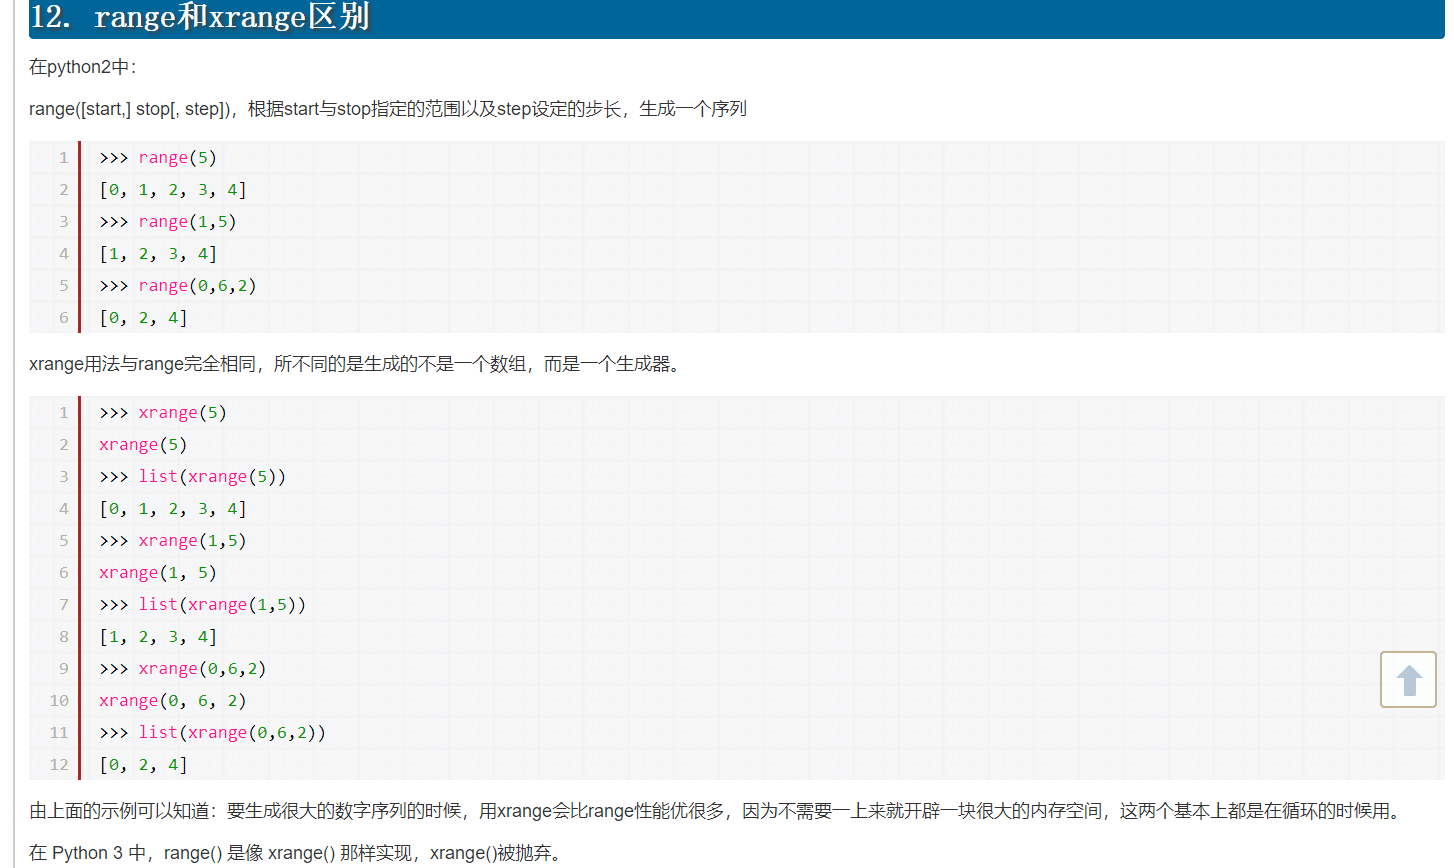 12. range和xrange区别
在python2中：
range([start,] stop[, step])，根据start与stop指定的范围以及step设定的步长，生成一个序列
1 >>> range(5)
2 [0, 1, 2, 3, 4]
3 >>> range(1,5)
4 [1, 2, 3, 4]
5 >>> range(0,6,2)
6 [0, 2, 4]
xrange用法与range完全相同，所不同的是生成的不是一个数组，而是一个生成器。
1 >>> xrange(5)
2 xrange(5)
3 >>> list(xrange(5))
4 [0, 1, 2, 3, 4]
5 >>> xrange(1,5)
6 xrange(1, 5)
7 >>> list(xrange(1,5))
8 [1, 2, 3, 4]
9 >>> xrange(0,6,2)
10 xrange(0, 6, 2)
11 >>> list(xrange(0,6,2))
12 [0, 2, 4]
由上面的示例可以知道：要生成很大的数字序列的时候，用xrange会比range性能优很多，因为不需要一上来就开辟一块很大的内存空间，这两个基本上都是在循环的时候用。
在 Python 3 中，range() 是像 xrange() 那样实现，xrange()被抛弃。